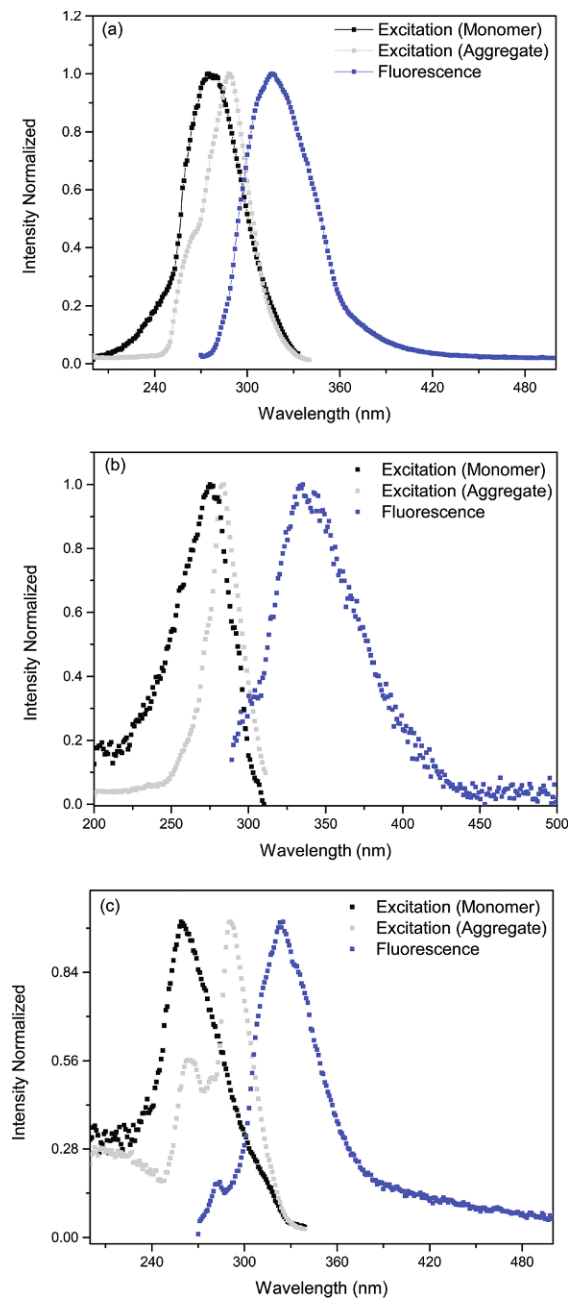 (a)
Excitation (Monomer)
Excitation (Aggregate)
Fluorescence
Intensity Normalized
1.2
1.0
0.8
0.6
0.4
0.2
0.0
240 300 360 420 480
Wavelength (nm)
(b)
Excitation (Monomer)
Excitation (Aggregate)
Fluorescence
Intensity Normalized
1.0
0.8
0.6
0.4
0.2
0.0
200 250 300 350 400 450 500
Wavelength (nm)
(c)
Excitation (Monomer)
Excitation (Aggregate)
Fluorescence
Intensity Normalized
0.84
0.56
0.28
0.00
240 300 360 420 480
Wavelength (nm)